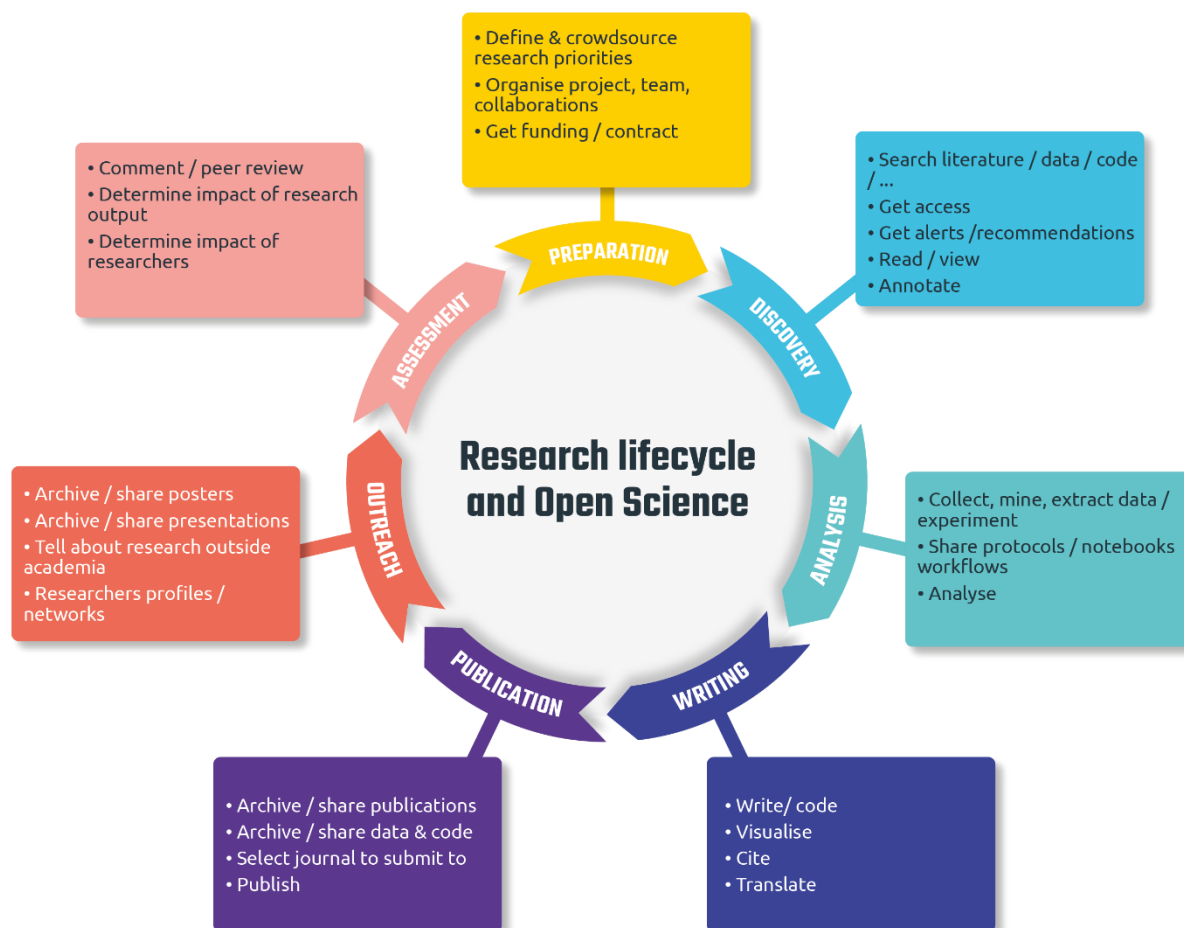 • Define & crowdsource
research priorities
• Organise project, team,
collaborations
• Get funding / contract
PREPARATION
• Search literature / data / code
/ ...
• Get access
• Get alerts /recommendations
• Read / view
• Annotate
DISCOVERY
• Collect, mine, extract data /
experiment
• Share protocols / notebooks
workflows
• Analyse
ANALYSIS
• Write/ code
• Visualise
• Cite
• Translate
WRITING
• Archive / share publications
• Archive / share data & code
• Select journal to submit to
• Publish
PUBLICATION
• Archive / share posters
• Archive / share presentations
• Tell about research outside
academia
• Researchers profiles /
networks
OUTREACH
• Comment / peer review
• Determine impact of research
output
• Determine impact of
researchers
ASSESSMENT
Research lifecycle
and Open Science